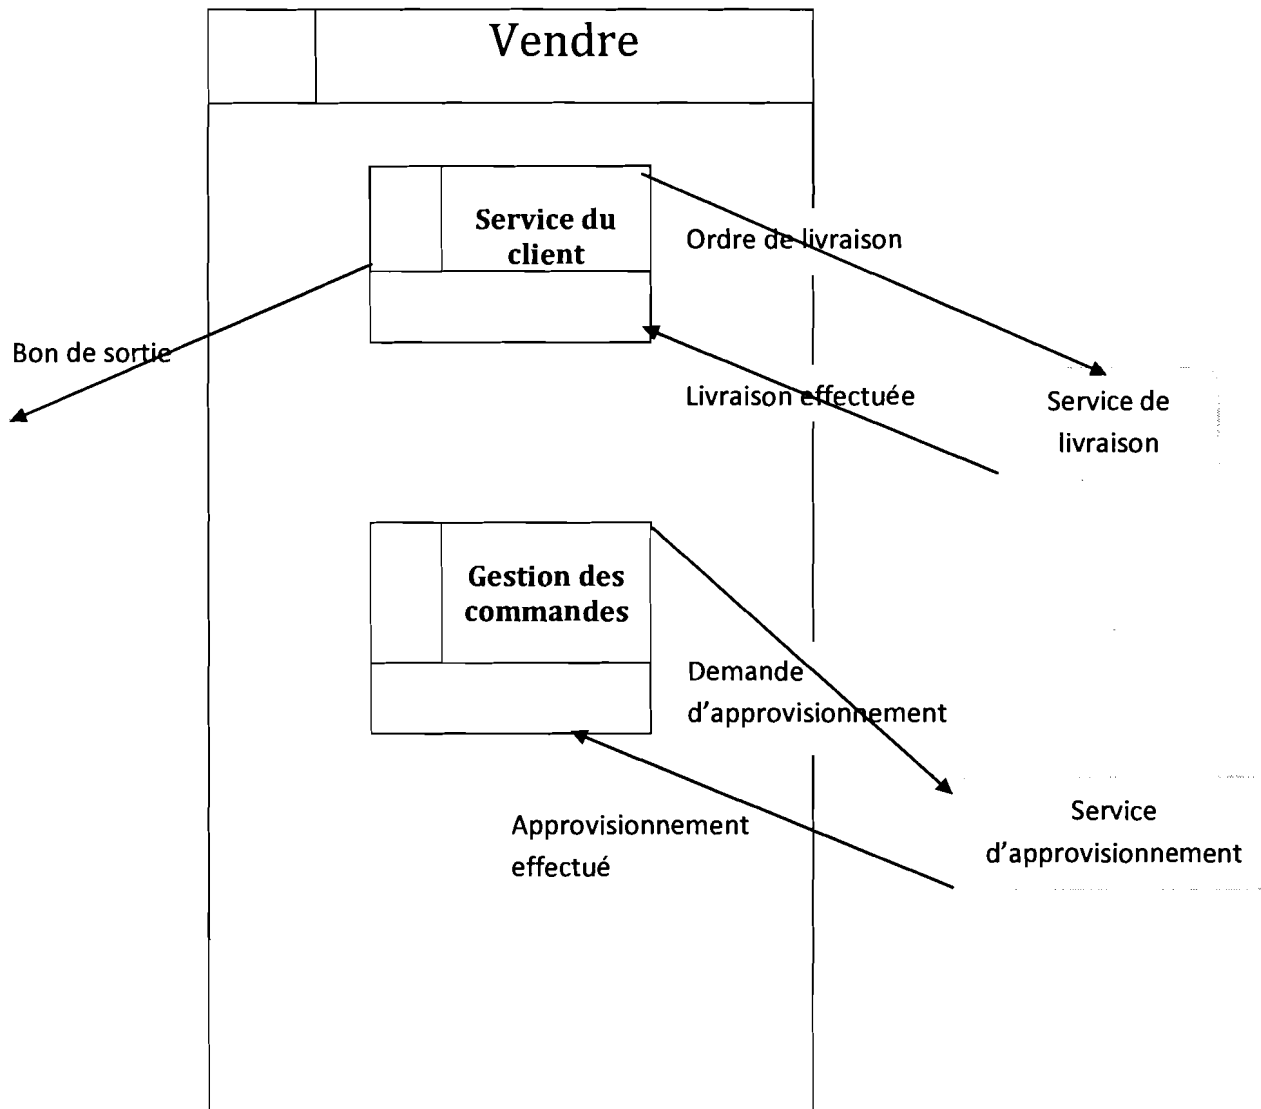 Vendre
Service du
client
Ordre de livraison
Bon de sortie
Livraison effectuée
Service de
livraison
Gestion des
commandes
Demande
d'approvisionnement
Approvisionnement
effectué
Service
d'approvisionnement